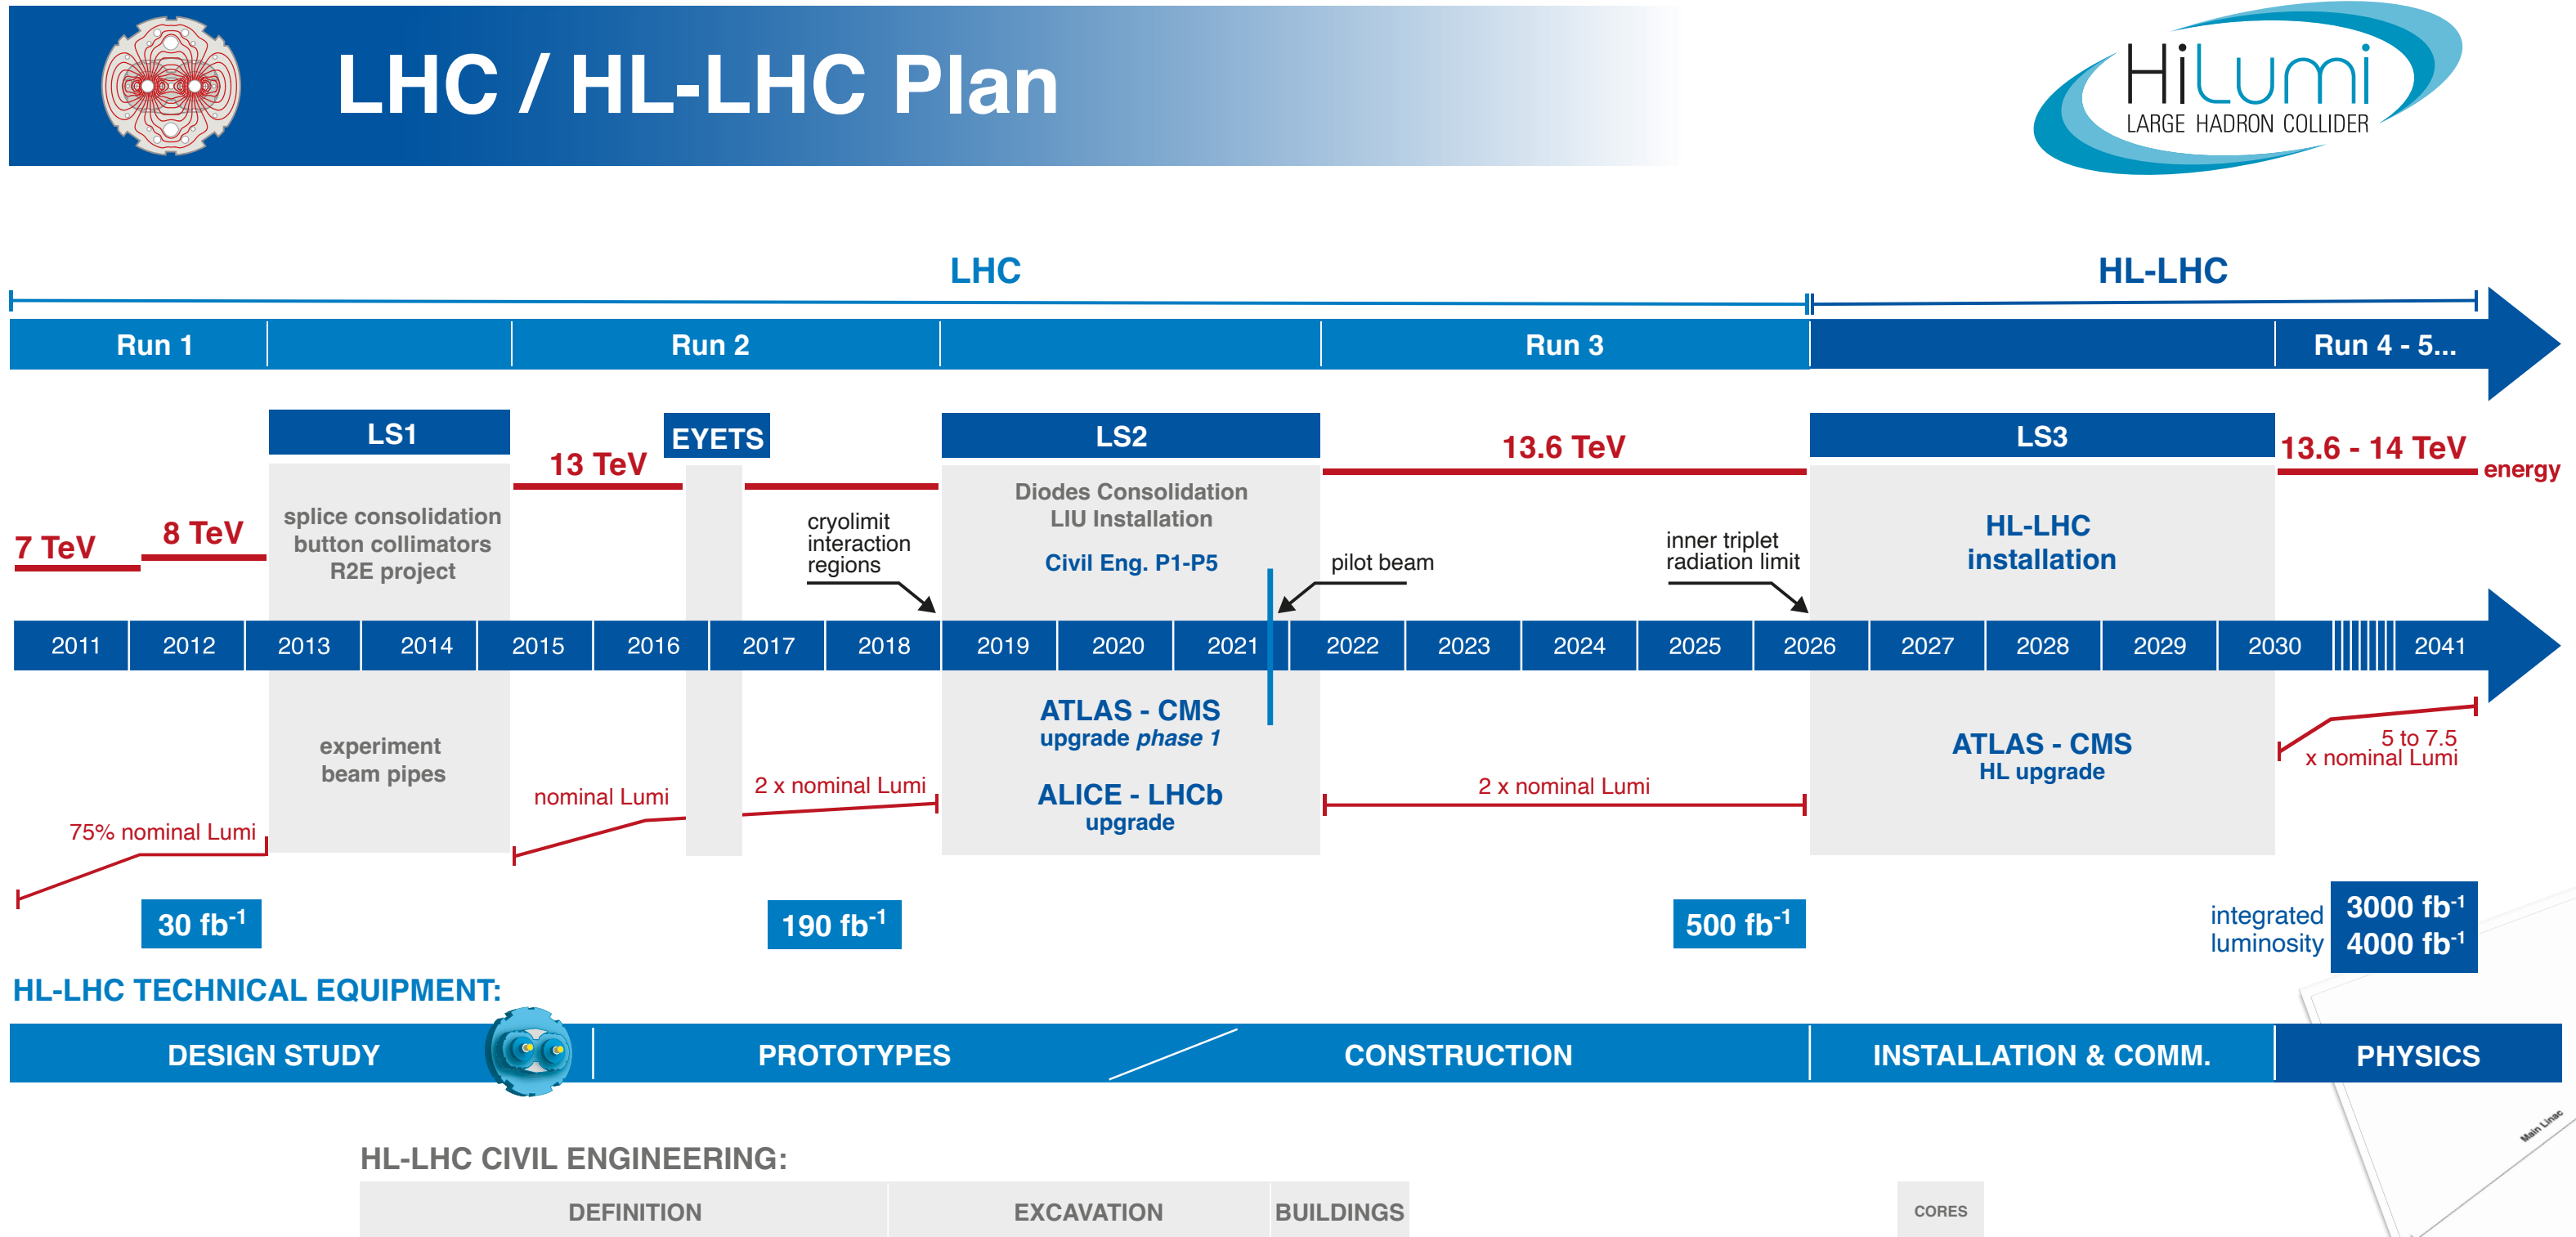 LHC / HL-LHC Plan
HiLumi
LARGE HADRON COLLIDER
LHC
HL-LHC
Run 1
Run 2
Run 3
Run 4 - 5...
LS1
EYETS
LS2
LS3
13 TeV
13.6 TeV
13.6 - 14 TeV
energy
7 TeV
8 TeV
splice consolidation
button collimators
R2E project
cryolimit
interaction
regions
Diodes Consolidation
LIU Installation
Civil Eng. P1-P5
pilot beam
inner triplet
radiation limit
HL-LHC
installation
2011
2012
2013
2014
2015
2016
2017
2018
2019
2020
2021
2022
2023
2024
2025
2026
2027
2028
2029
2030
2041
experiment
beam pipes
ATLAS - CMS
upgrade phase 1
ALICE - LHCb
upgrade
ATLAS - CMS
HL upgrade
75% nominal Lumi
nominal Lumi
2 x nominal Lumi
2 x nominal Lumi
5 to 7.5
x nominal Lumi
30 fb⁻¹
190 fb⁻¹
500 fb⁻¹
integrated
luminosity
3000 fb⁻¹
4000 fb⁻¹
HL-LHC TECHNICAL EQUIPMENT:
DESIGN STUDY
PROTOTYPES
CONSTRUCTION
INSTALLATION & COMM.
PHYSICS
Main Linac
HL-LHC CIVIL ENGINEERING:
DEFINITION
EXCAVATION
BUILDINGS
CORES